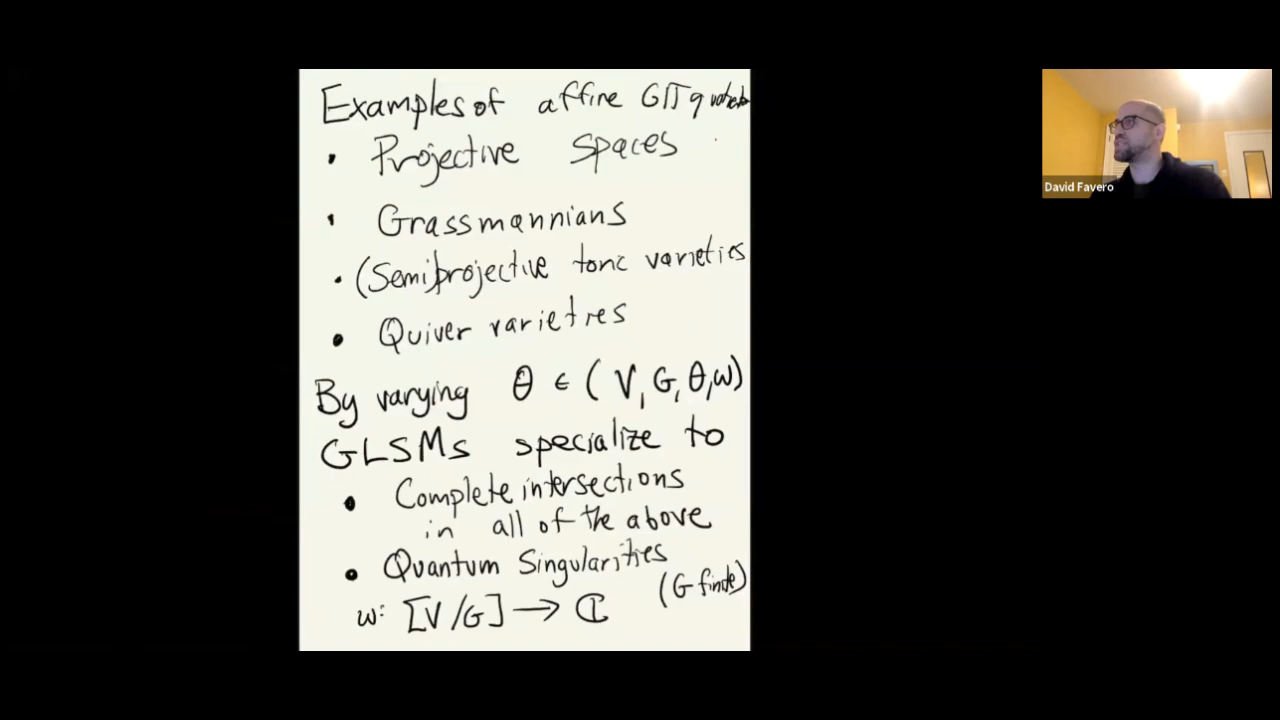 Examples of affine GIT
• Projective Spaces
• Grassmannians
• (Semi)projective toric varieties
• Quiver varieties
By varying θ ∈ (V, G, θ, w)
GLSMs specialize to
• Complete intersections
in all of the above
• Quantum Singularities
(G finite)
w: [V/G] → ℂ
David Favero